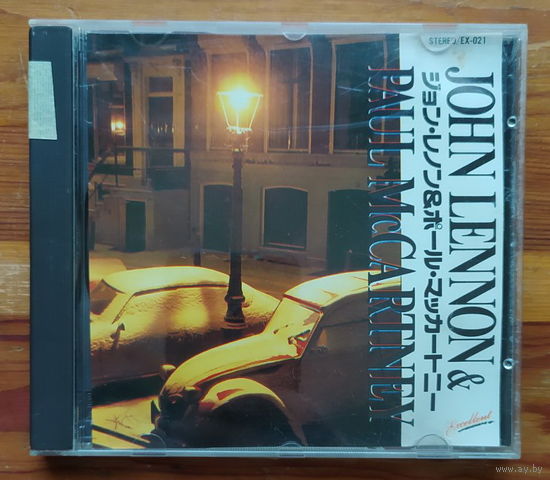 STEREO/EX-021
JOHN LENNON &
ジョン・レノン&ポール・マッカートニー
PAUL McCARTNEY
Excellent
www.ay.by